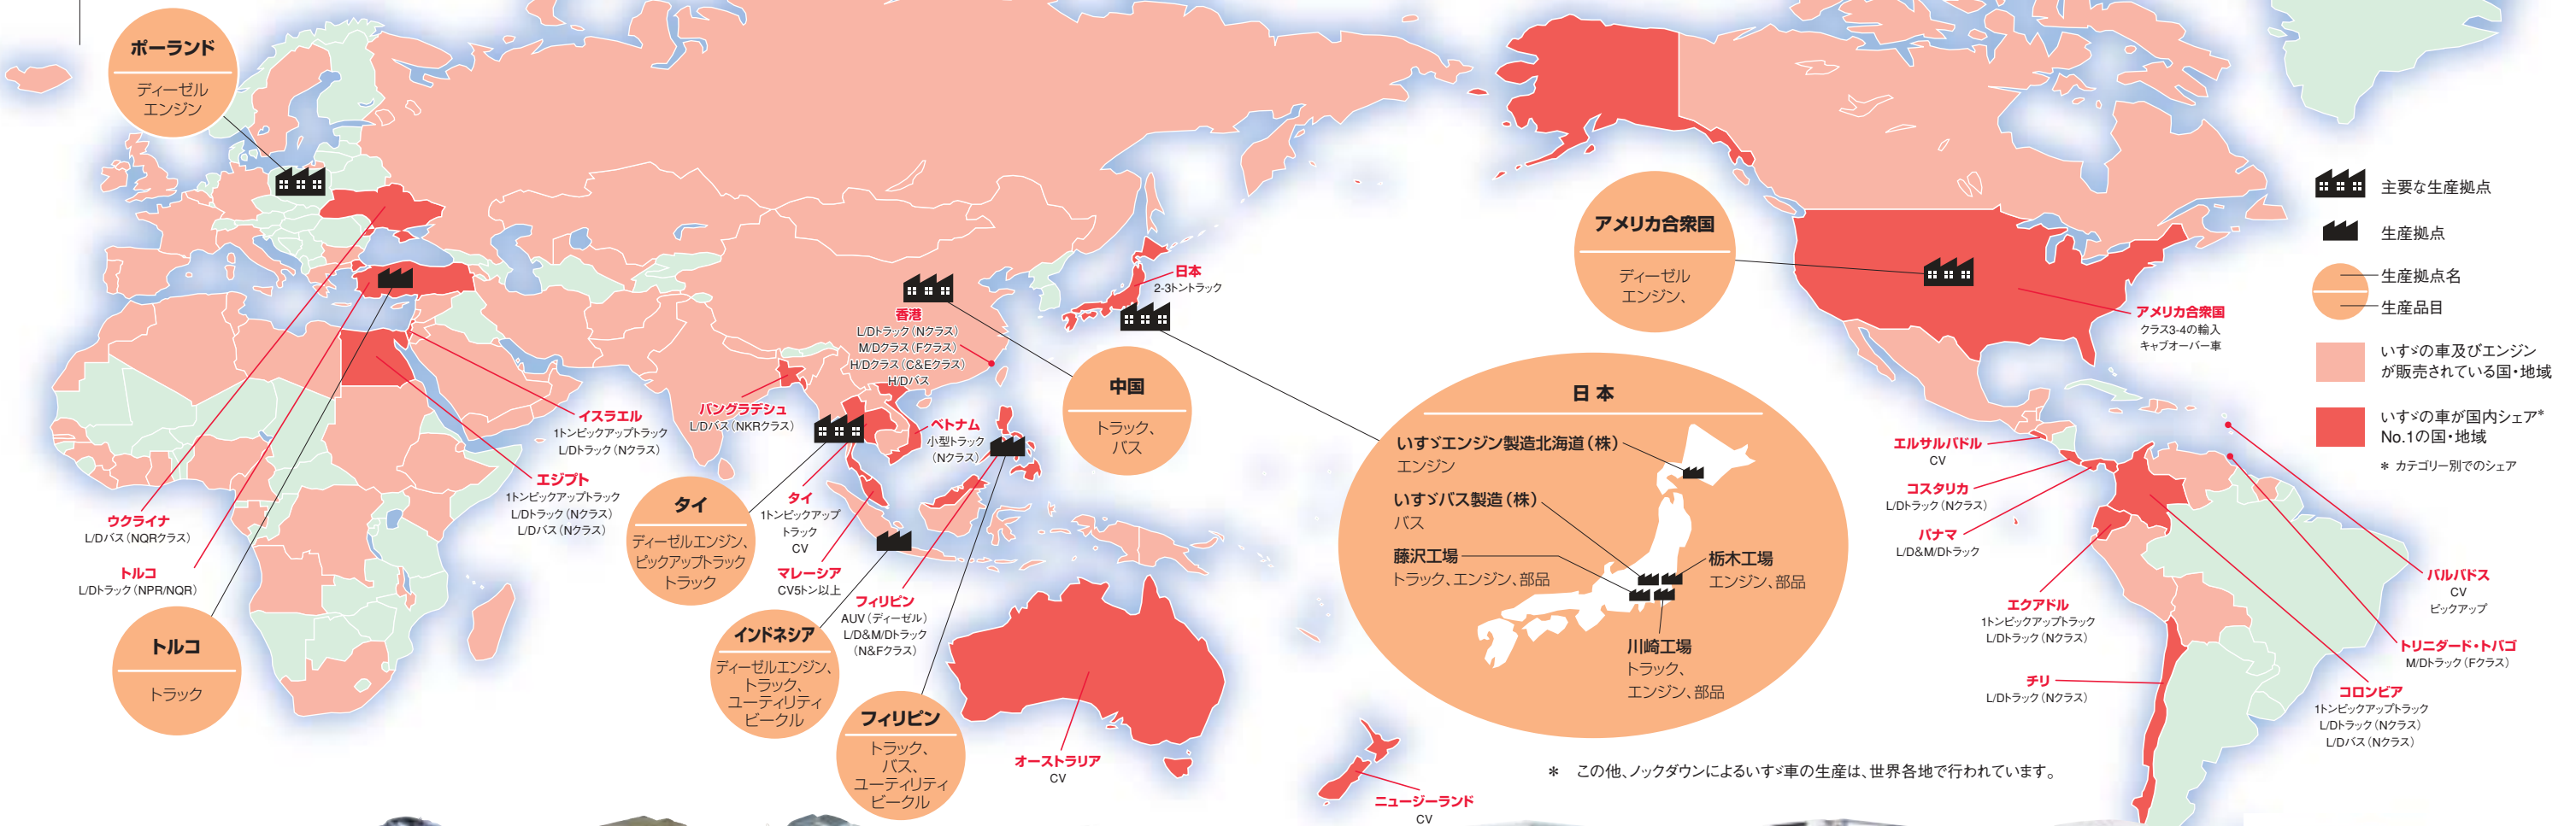 ポーランド
ディーゼル
エンジン
ウクライナ
L/Dバス（NQRクラス）
トルコ
L/Dトラック（NPR/NQR）
トルコ
トラック
イスラエル
1トンピックアップトラック
L/Dトラック（Nクラス）
エジプト
1トンピックアップトラック
L/Dトラック（Nクラス）
L/Dバス（Nクラス）
香港
L/Dトラック（Nクラス）
M/Dクラス（Fクラス）
H/Dクラス（C&Eクラス）
H/Dバス
バングラデシュ
L/Dバス（NKRクラス）
ベトナム
小型トラック
（Nクラス）
日本
2-3トントラック
中国
トラック、
バス
タイ
ディーゼルエンジン、
ピックアップトラック
トラック
タイ
1トンピックアップ
トラック
CV
マレーシア
CV5トン以上
フィリピン
AUV（ディーゼル）
L/D&M/Dトラック
（N&Fクラス）
インドネシア
ディーゼルエンジン、
トラック、
ユーティリティ
ビークル
フィリピン
トラック、
バス、
ユーティリティ
ビークル
オーストラリア
CV
ニュージーランド
CV
アメリカ合衆国
ディーゼル
エンジン、
日本
いすゞエンジン製造北海道（株）
エンジン
いすゞバス製造（株）
バス
藤沢工場
トラック、エンジン、部品
栃木工場
エンジン、部品
川崎工場
トラック、
エンジン、部品
＊ この他、ノックダウンによるいすゞ車の生産は、世界各地で行われています。
アメリカ合衆国
クラス3-4の輸入
キャブオーバー車
エルサルバドル
CV
コスタリカ
L/Dトラック（Nクラス）
パナマ
L/D&M/Dトラック
エクアドル
1トンピックアップトラック
L/Dトラック（Nクラス）
チリ
L/Dトラック（Nクラス）
バルバドス
CV
ピックアップ
トリニダード・トバゴ
M/Dトラック（Fクラス）
コロンビア
1トンピックアップトラック
L/Dトラック（Nクラス）
L/Dバス（Nクラス）
主要な生産拠点
生産拠点
生産拠点名
生産品目
いすゞの車及びエンジン
が販売されている国・地域
いすゞの車が国内シェア*
No.1の国・地域
＊ カテゴリー別でのシェア